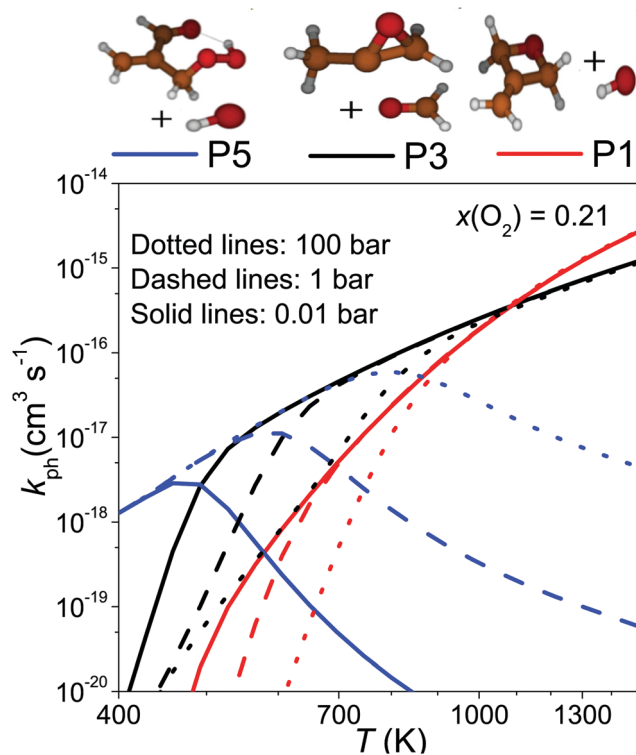 + + +
P5 P3 P1
x(O₂) = 0.21
Dotted lines: 100 bar
Dashed lines: 1 bar
Solid lines: 0.01 bar
k_ph(cm³ s⁻¹)
10⁻¹⁴
10⁻¹⁵
10⁻¹⁶
10⁻¹⁷
10⁻¹⁸
10⁻¹⁹
10⁻²⁰
400 700 1000 1300
T (K)